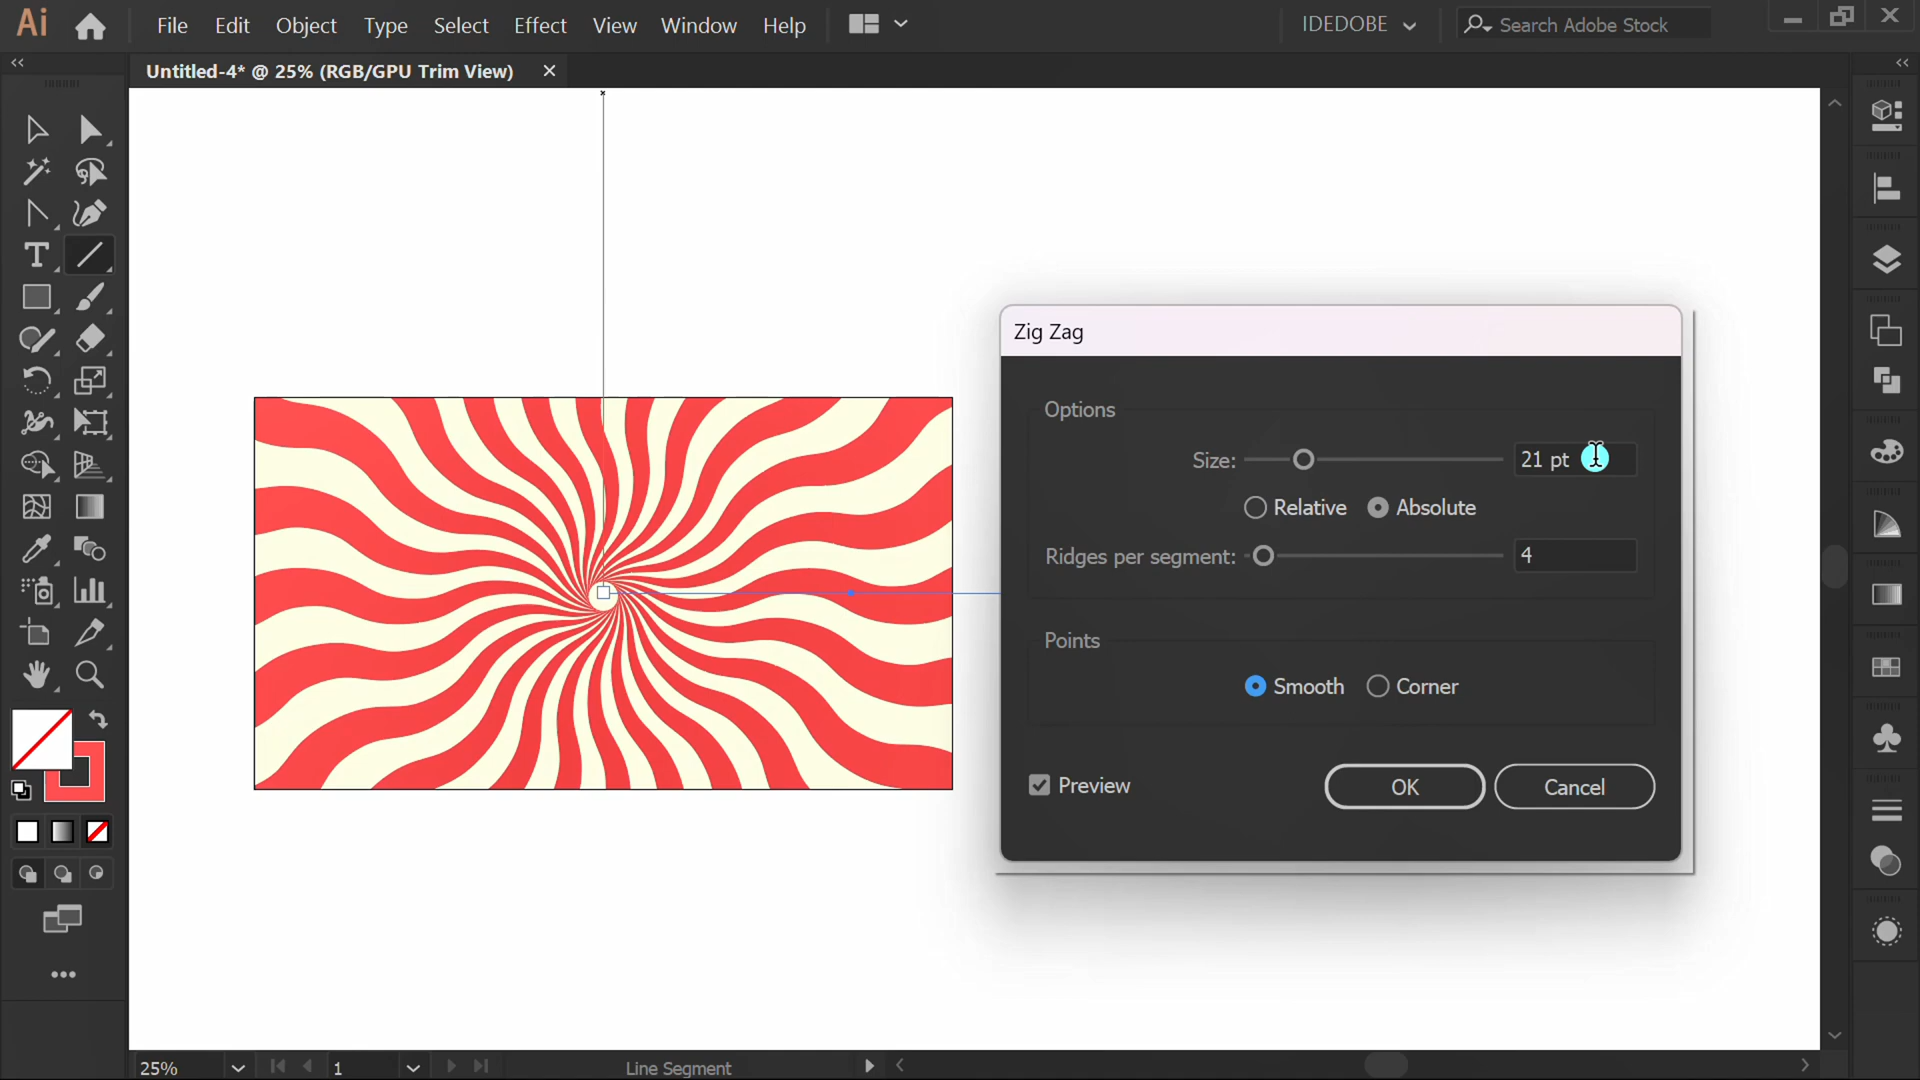 Ai File Edit Object Type Select Effect View Window Help IDEDOBE Search Adobe Stock
Untitled-4* @ 25% (RGB/GPU Trim View)
Zig Zag
Options
Size: 21 pt
Relative Absolute
Ridges per segment: 4
Points
Smooth Corner
Preview OK Cancel
25% 1 Line Segment